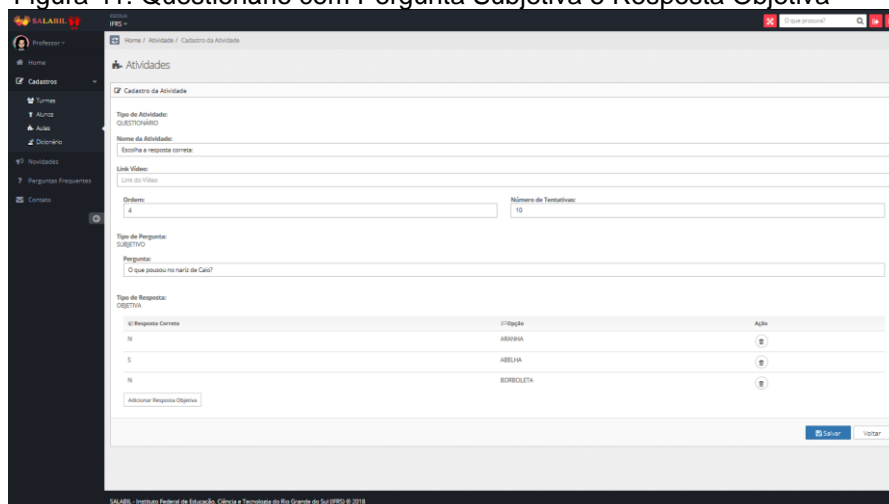 Figura 41: Questionário com Pergunta Subjetiva e Resposta Objetiva
SALABIL
ESCOLA:
IFRS
O que procura?
Professor
Home / Atividade / Cadastro da Atividade
Home
Atividades
Cadastros
Cadastro da Atividade
Turmas
Alunos
Aulas
Dicionário
Novidades
Perguntas Frequentes
Contato
Tipo de Atividade:
QUESTIONÁRIO
Nome da Atividade:
Escolha a resposta correta:
Link Vídeo:
Link do Vídeo
Ordem: Número de Tentativas:
4 10
Tipo de Pergunta:
SUBJETIVO
Pergunta:
O que pousou no nariz de Caio?
Tipo de Resposta:
OBJETIVA
Resposta Correta Opção Ação
N ARANHA
S ABELHA
N BORBOLETA
Adicionar Resposta Objetiva
Salvar Voltar
SALABIL - Instituto Federal de Educação, Ciência e Tecnologia do Rio Grande do Sul (IFRS) © 2018